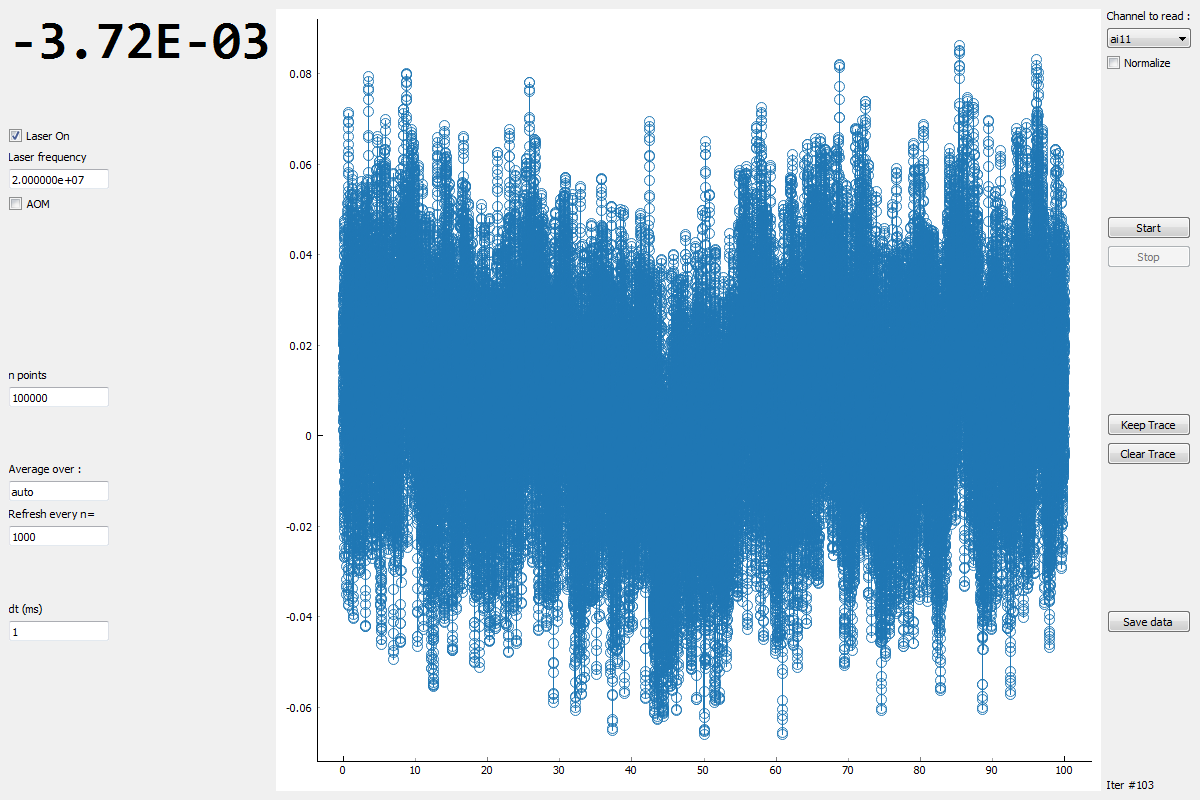 -3.72E-03
Laser On
Laser frequency
2.000000e+07
AOM
n points
100000
Average over :
auto
Refresh every n=
1000
dt (ms)
1
0.08
0.06
0.04
0.02
0
-0.02
-0.04
-0.06
0 10 20 30 40 50 60 70 80 90 100
Channel to read :
ai11
Normalize
Start
Stop
Keep Trace
Clear Trace
Save data
Iter #103